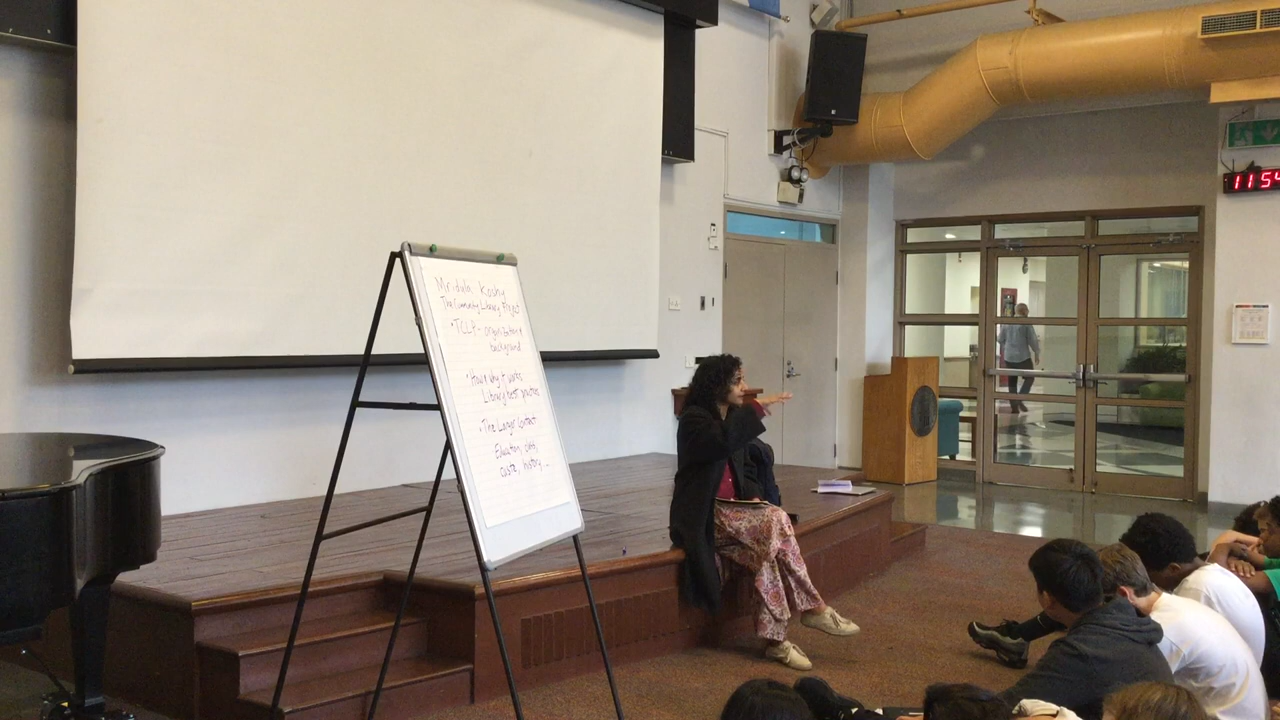 Mridula Koshy
The Community Library Project
• TCLP - organization &
background
• How & why it works
Library best practices
• The Larger Context
Education, class,
caste, history...
1154